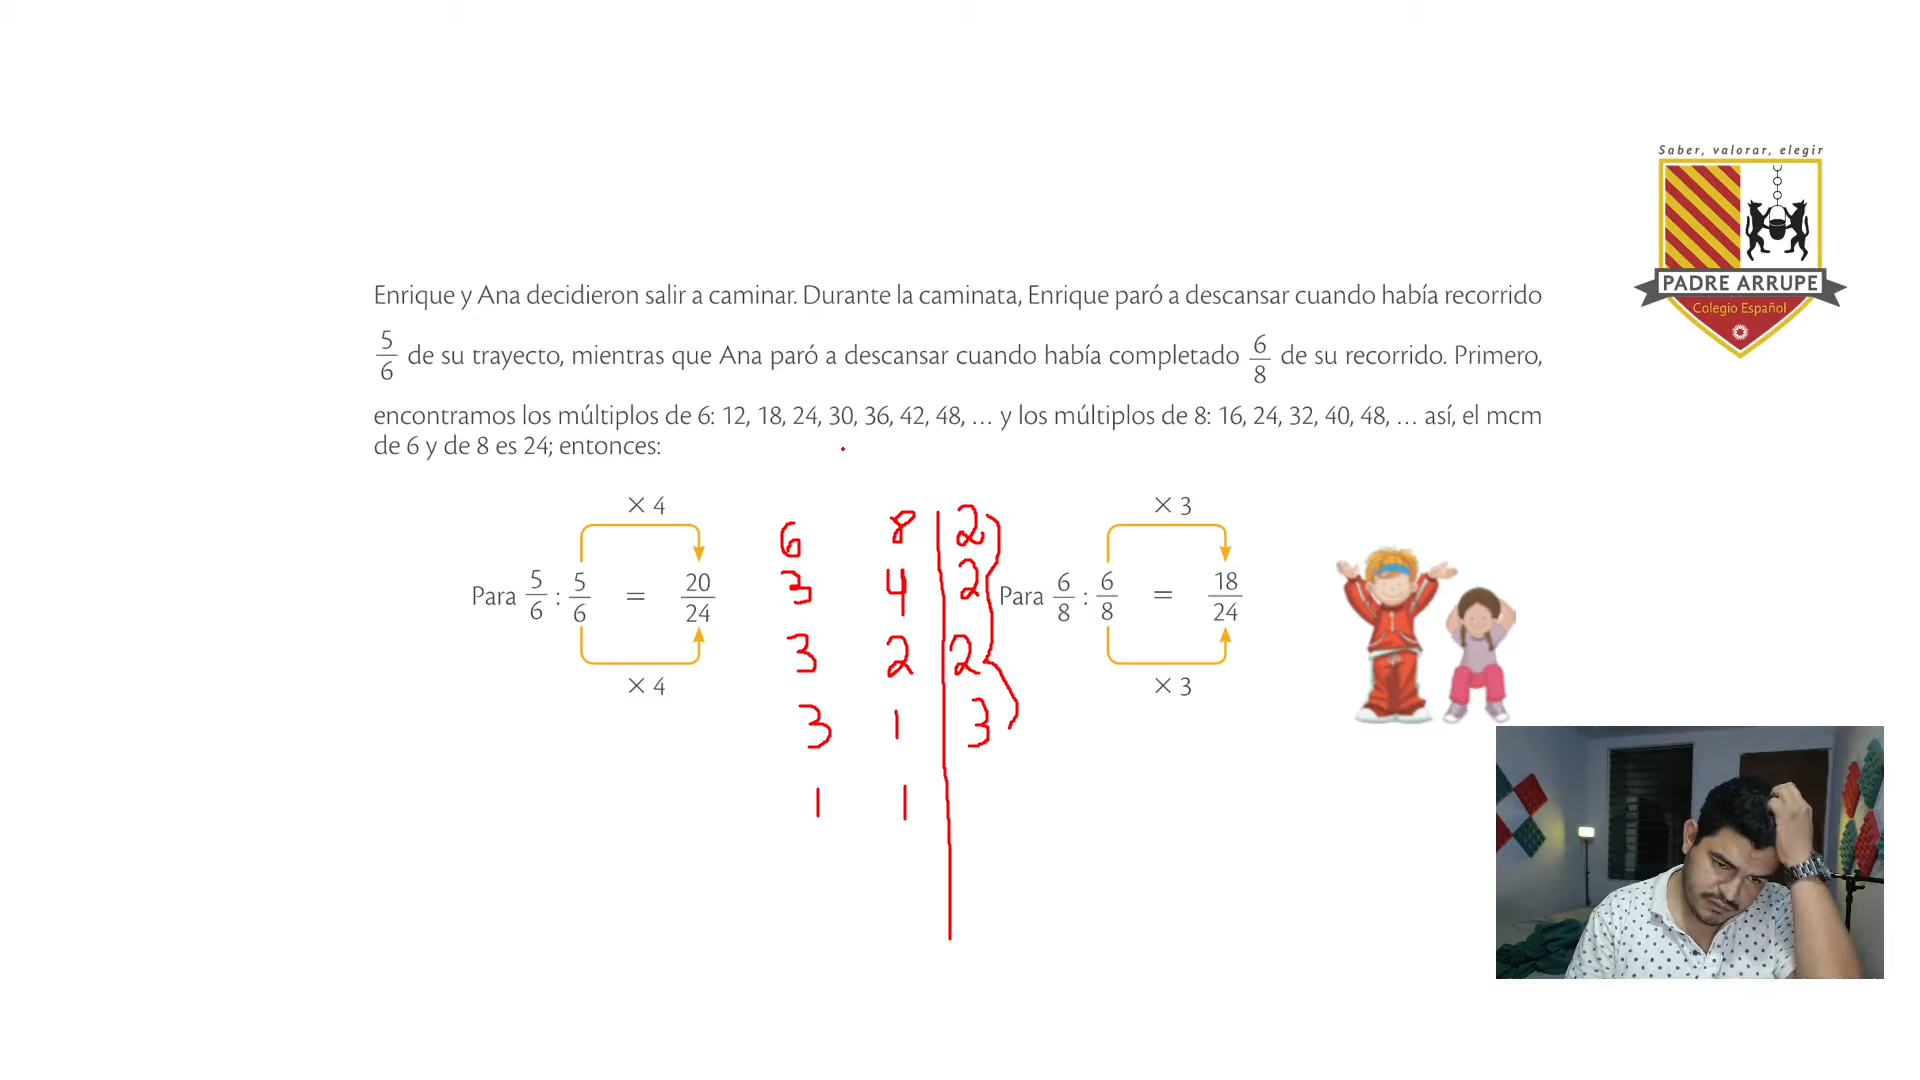 Saber, valorar, elegir
PADRE ARRUPE
Colegio Español
Enrique y Ana decidieron salir a caminar. Durante la caminata, Enrique paró a descansar cuando había recorrido
5/6 de su trayecto, mientras que Ana paró a descansar cuando había completado 6/8 de su recorrido. Primero,
encontramos los múltiplos de 6: 12, 18, 24, 30, 36, 42, 48, ... y los múltiplos de 8: 16, 24, 32, 40, 48, ... así, el mcm
de 6 y de 8 es 24; entonces:
× 4
Para 5/6 : 5/6 = 20/24
× 4
6 8 2
3 4 2
3 2 2
3 1 3
1 1
× 3
Para 6/8 : 6/8 = 18/24
× 3